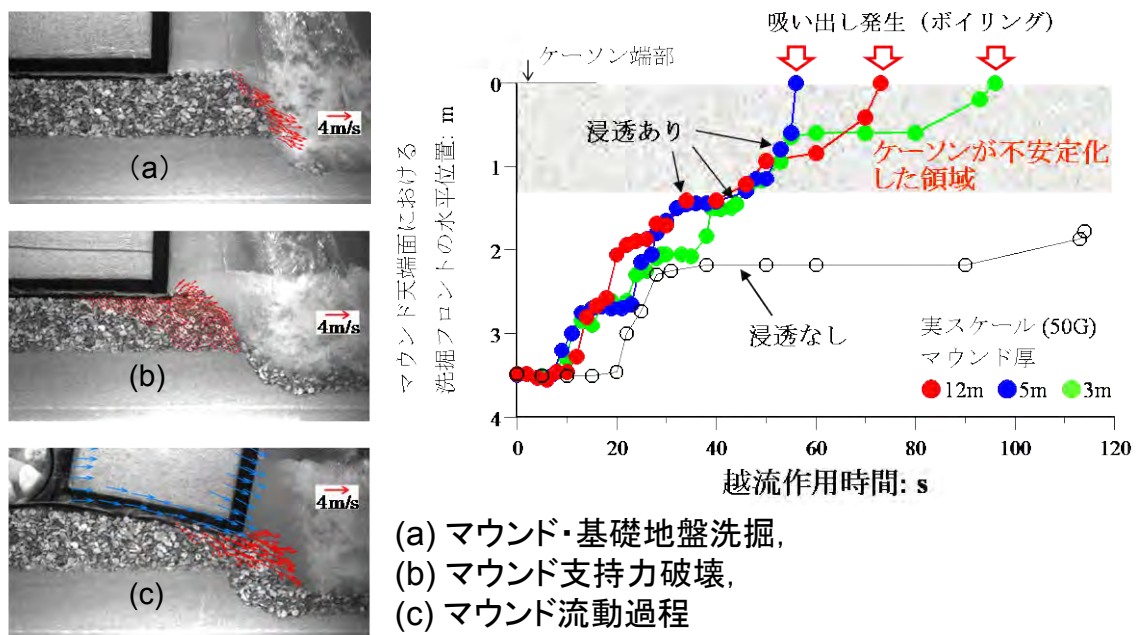 4m/s
(a)
4m/s
(b)
4m/s
(c)
吸い出し発生 (ボイリング)
ケーソン端部
浸透あり
ケーソンが不安定化
した領域
浸透なし
実スケール (50G)
マウンド厚
12m 5m 3m
マウンド天端面における
洗掘フロントの水平位置: m
0
1
2
3
4
0 20 40 60 80 100 120
越流作用時間: s
(a) マウンド・基礎地盤洗掘,
(b) マウンド支持力破壊,
(c) マウンド流動過程